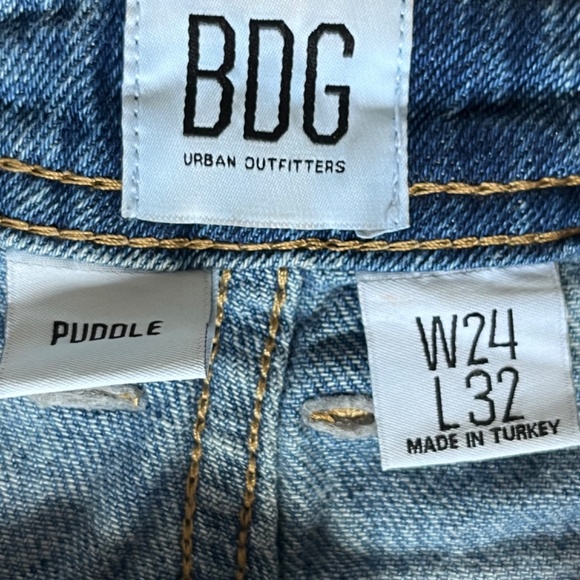 BDG
URBAN OUTFITTERS
PUDDLE
W24
L32
MADE IN TURKEY